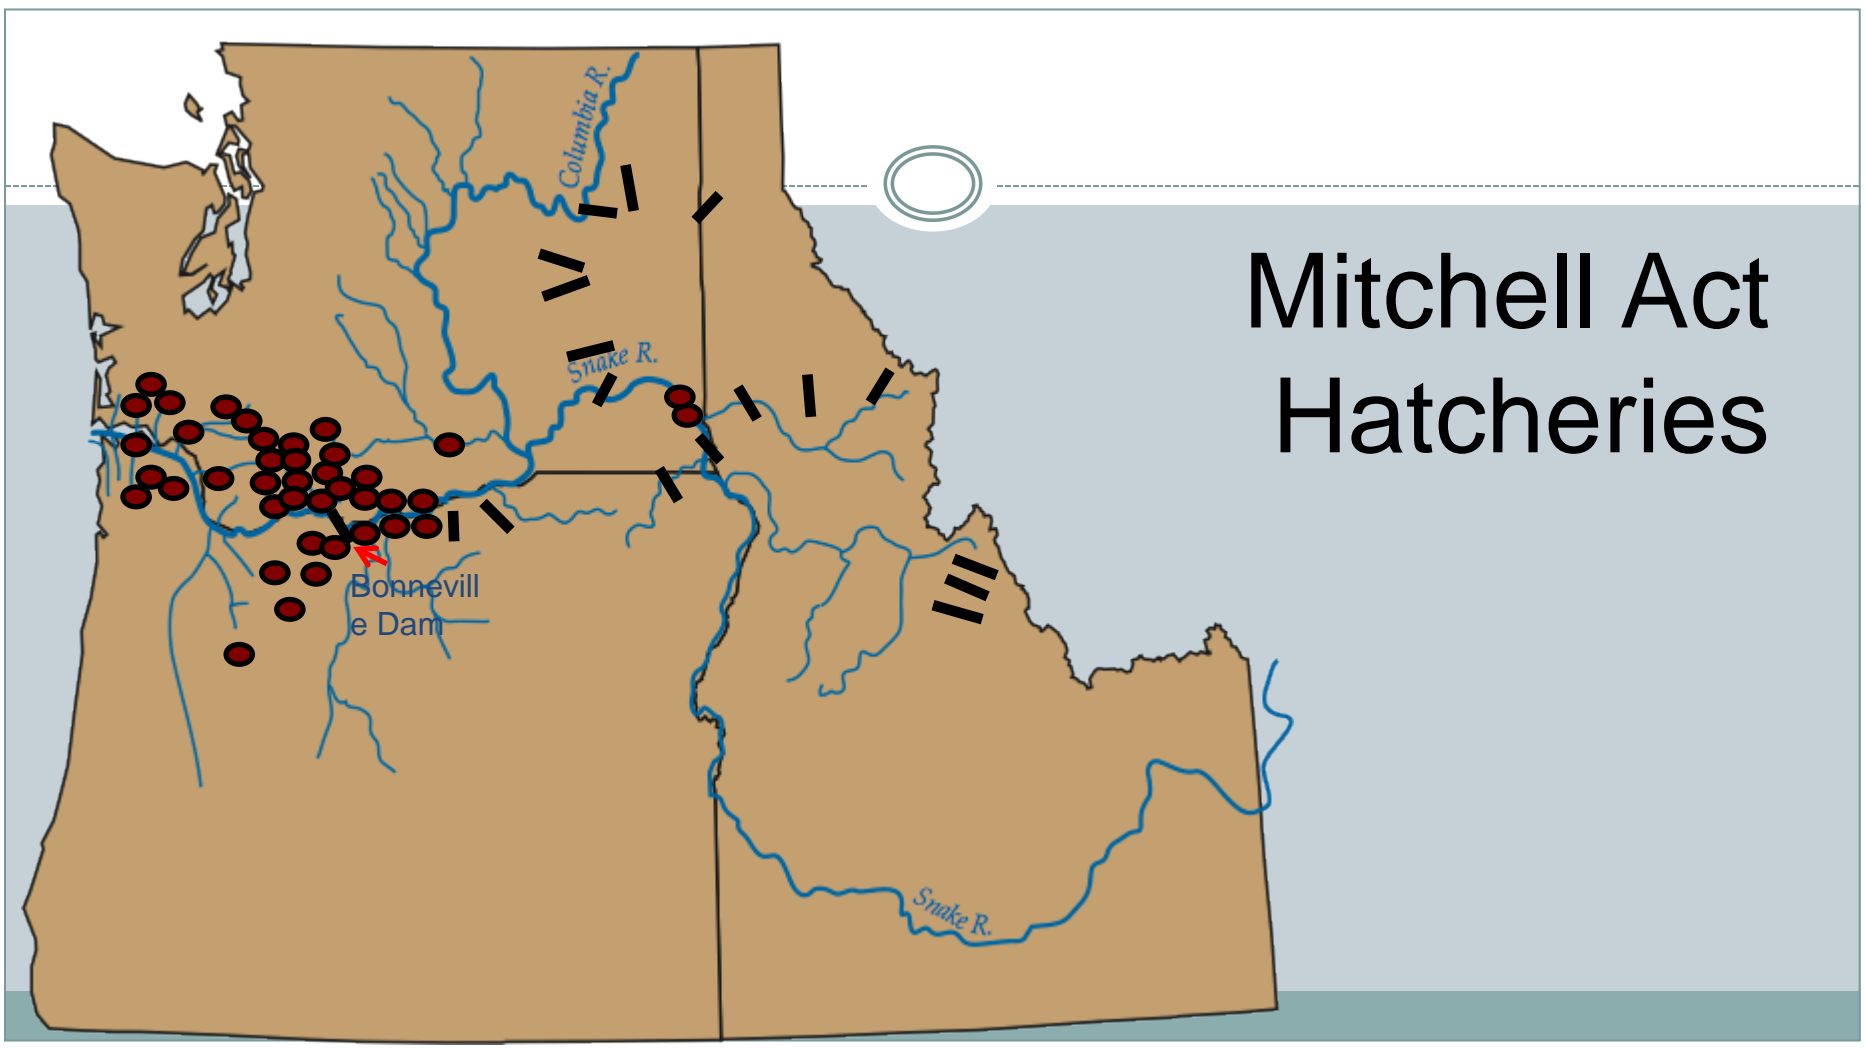 Columbia R.
Mitchell Act
Hatcheries
Snake R.
Bonnevill
e Dam
Snake R.